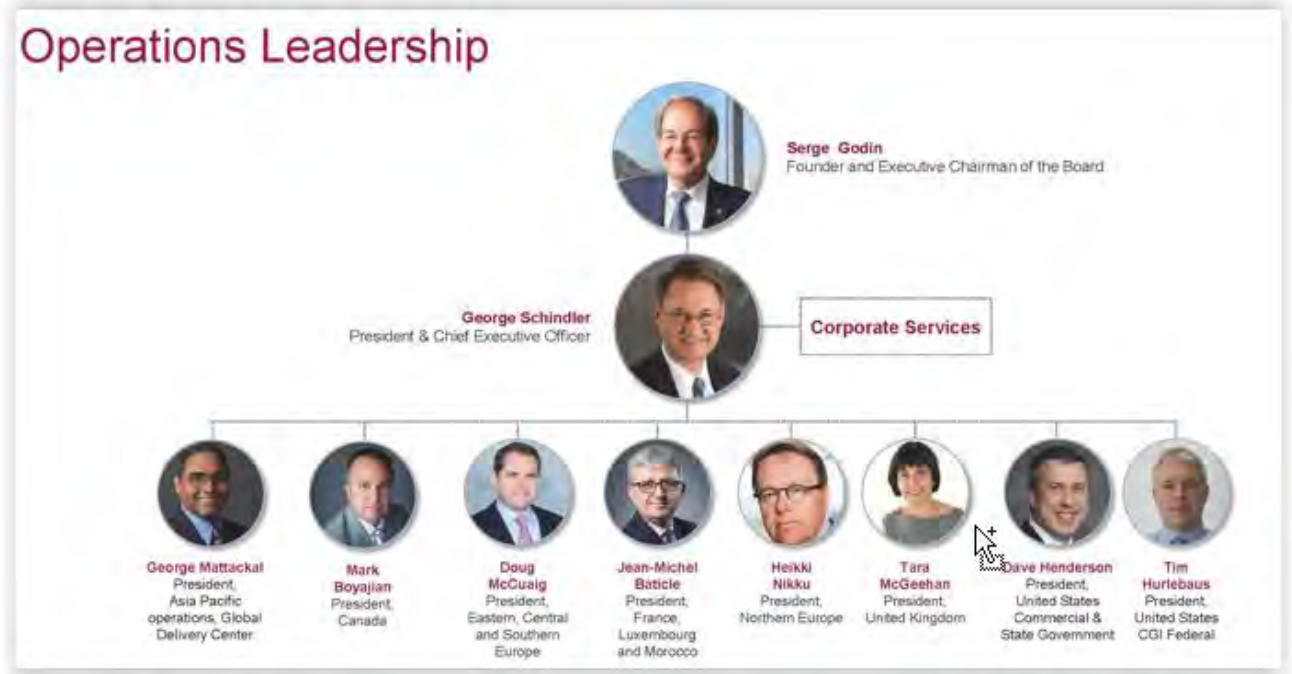 Operations Leadership
Serge Godin
Founder and Executive Chairman of the Board
George Schindler
President & Chief Executive Officer
Corporate Services
George Mattackal
President,
Asia Pacific
operations, Global
Delivery Center
Mark
Boyajian
President,
Canada
Doug
McCuaig
President,
Eastern, Central
and Southern
Europe
Jean-Michel
Baticle
President,
France,
Luxembourg
and Morocco
Heikki
Nikku
President,
Northern Europe
Tara
McGeehan
President,
United Kingdom
Dave Henderson
President,
United States
Commercial &
State Government
Tim
Hurlebaus
President,
United States
CGI Federal